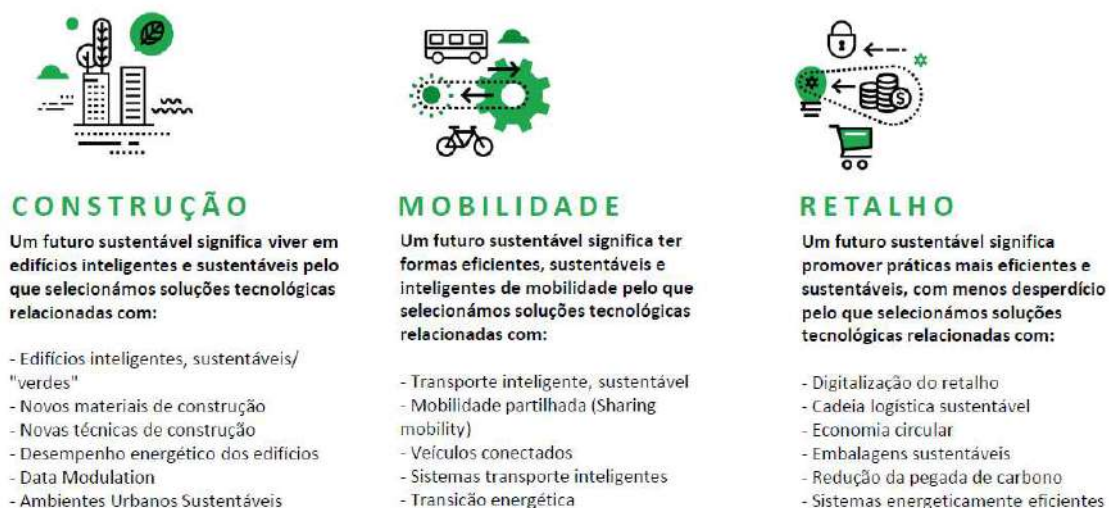 CONSTRUÇÃO
Um futuro sustentável significa viver em
edifícios inteligentes e sustentáveis pelo
que selecionámos soluções tecnológicas
relacionadas com:
- Edifícios inteligentes, sustentáveis/
"verdes"
- Novos materiais de construção
- Novas técnicas de construção
- Desempenho energético dos edifícios
- Data Modulation
- Ambientes Urbanos Sustentáveis
MOBILIDADE
Um futuro sustentável significa ter
formas eficientes, sustentáveis e
inteligentes de mobilidade pelo que
selecionámos soluções tecnológicas
relacionadas com:
- Transporte inteligente, sustentável
- Mobilidade partilhada (Sharing
mobility)
- Veículos conectados
- Sistemas transporte inteligentes
- Transição energética
RETALHO
Um futuro sustentável significa
promover práticas mais eficientes e
sustentáveis, com menos desperdício
pelo que selecionámos soluções
tecnológicas relacionadas com:
- Digitalização do retalho
- Cadeia logística sustentável
- Economia circular
- Embalagens sustentáveis
- Redução da pegada de carbono
- Sistemas energeticamente eficientes